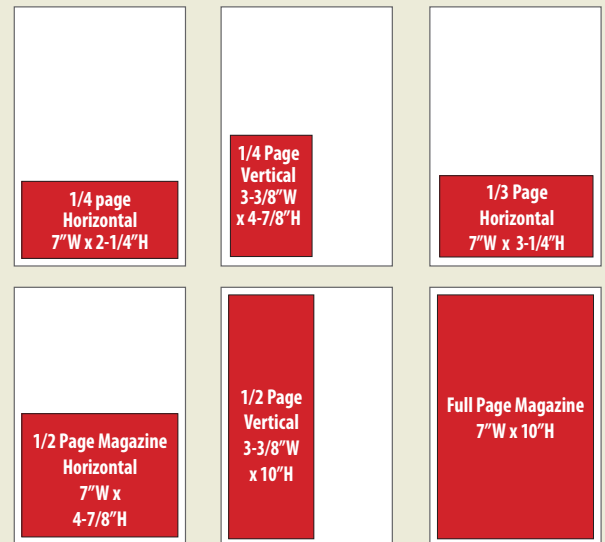 1/4 page
Horizontal
7"W x 2-1/4"H
1/4 Page
Vertical
3-3/8"W
x 4-7/8"H
1/3 Page
Horizontal
7"W x 3-1/4"H
1/2 Page Magazine
Horizontal
7"W x
4-7/8"H
1/2 Page
Vertical
3-3/8"W
x 10"H
Full Page Magazine
7"W x 10"H